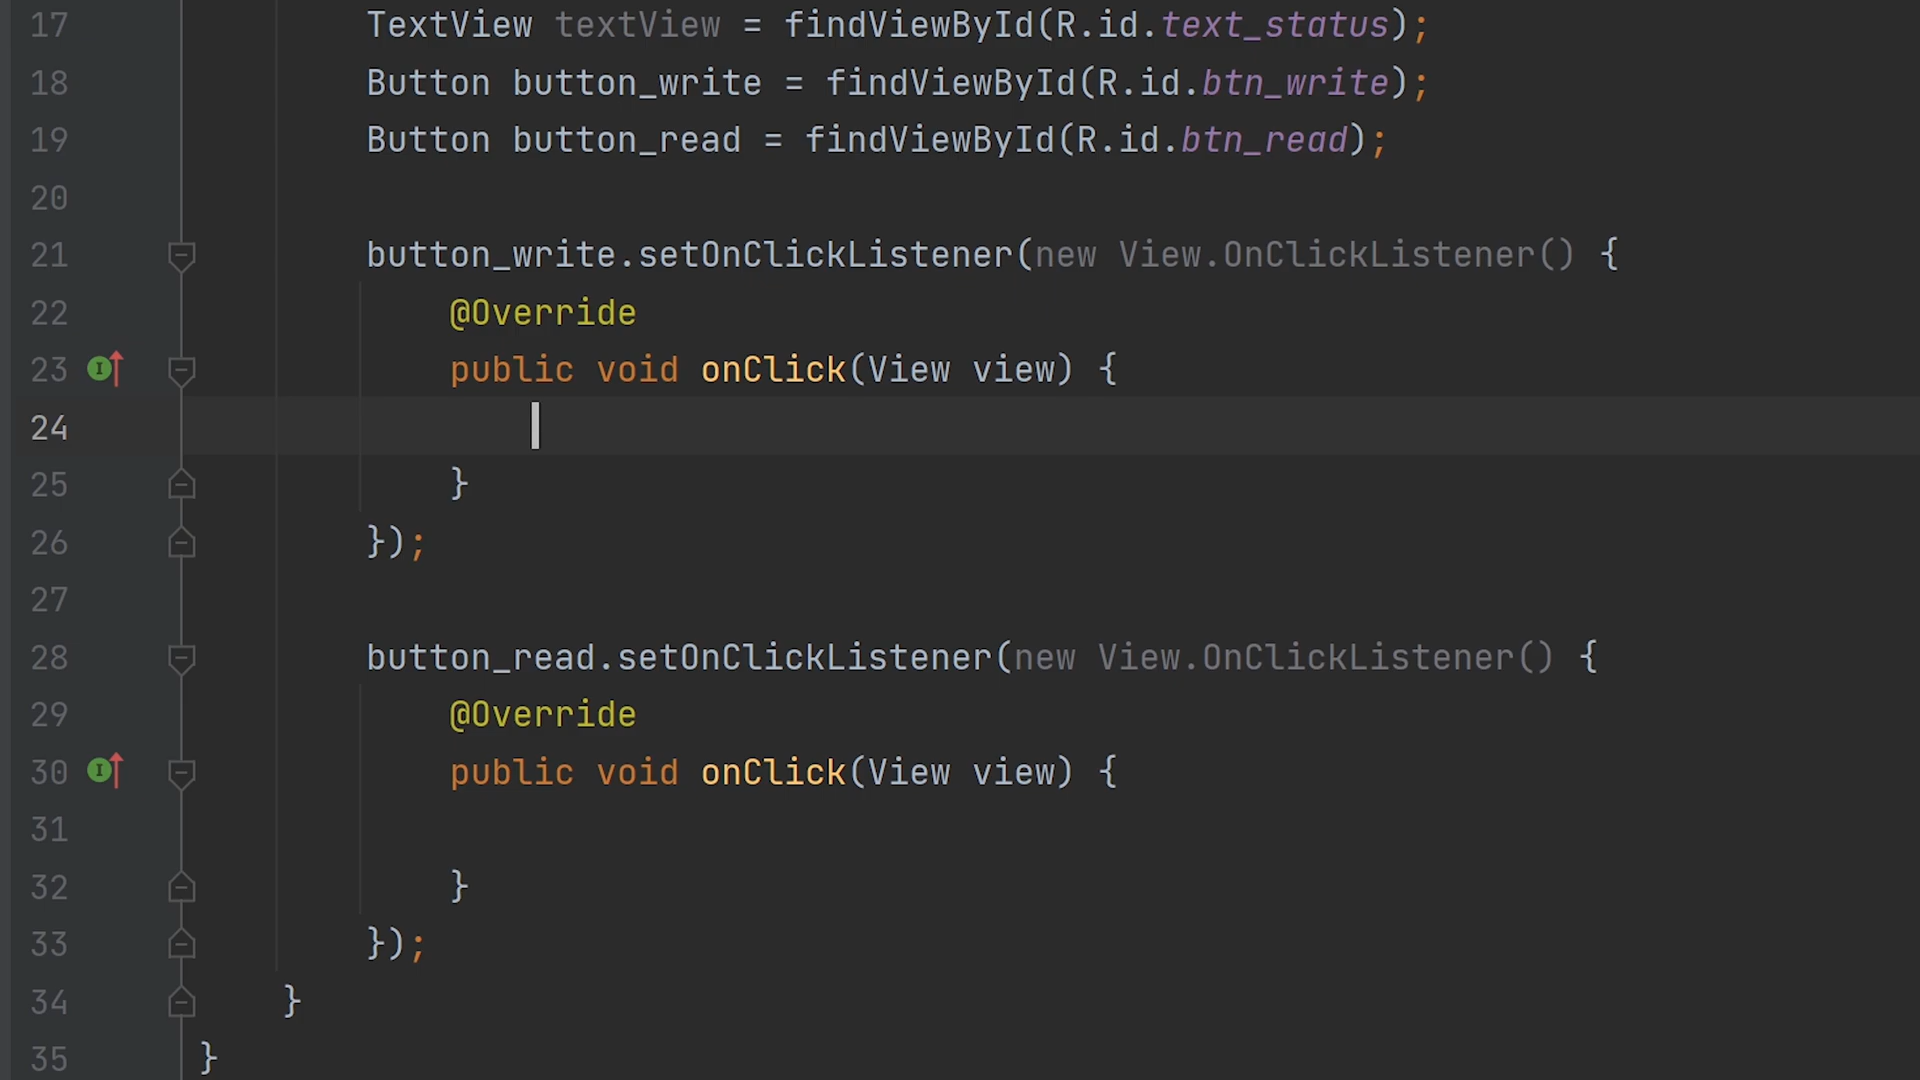 17 TextView textView = findViewById(R.id.text_status);
18 Button button_write = findViewById(R.id.btn_write);
19 Button button_read = findViewById(R.id.btn_read);
20
21 button_write.setOnClickListener(new View.OnClickListener() {
22 @Override
23 I public void onClick(View view) {
24
25 }
26 });
27
28 button_read.setOnClickListener(new View.OnClickListener() {
29 @Override
30 I public void onClick(View view) {
31
32 }
33 });
34 }
35 }